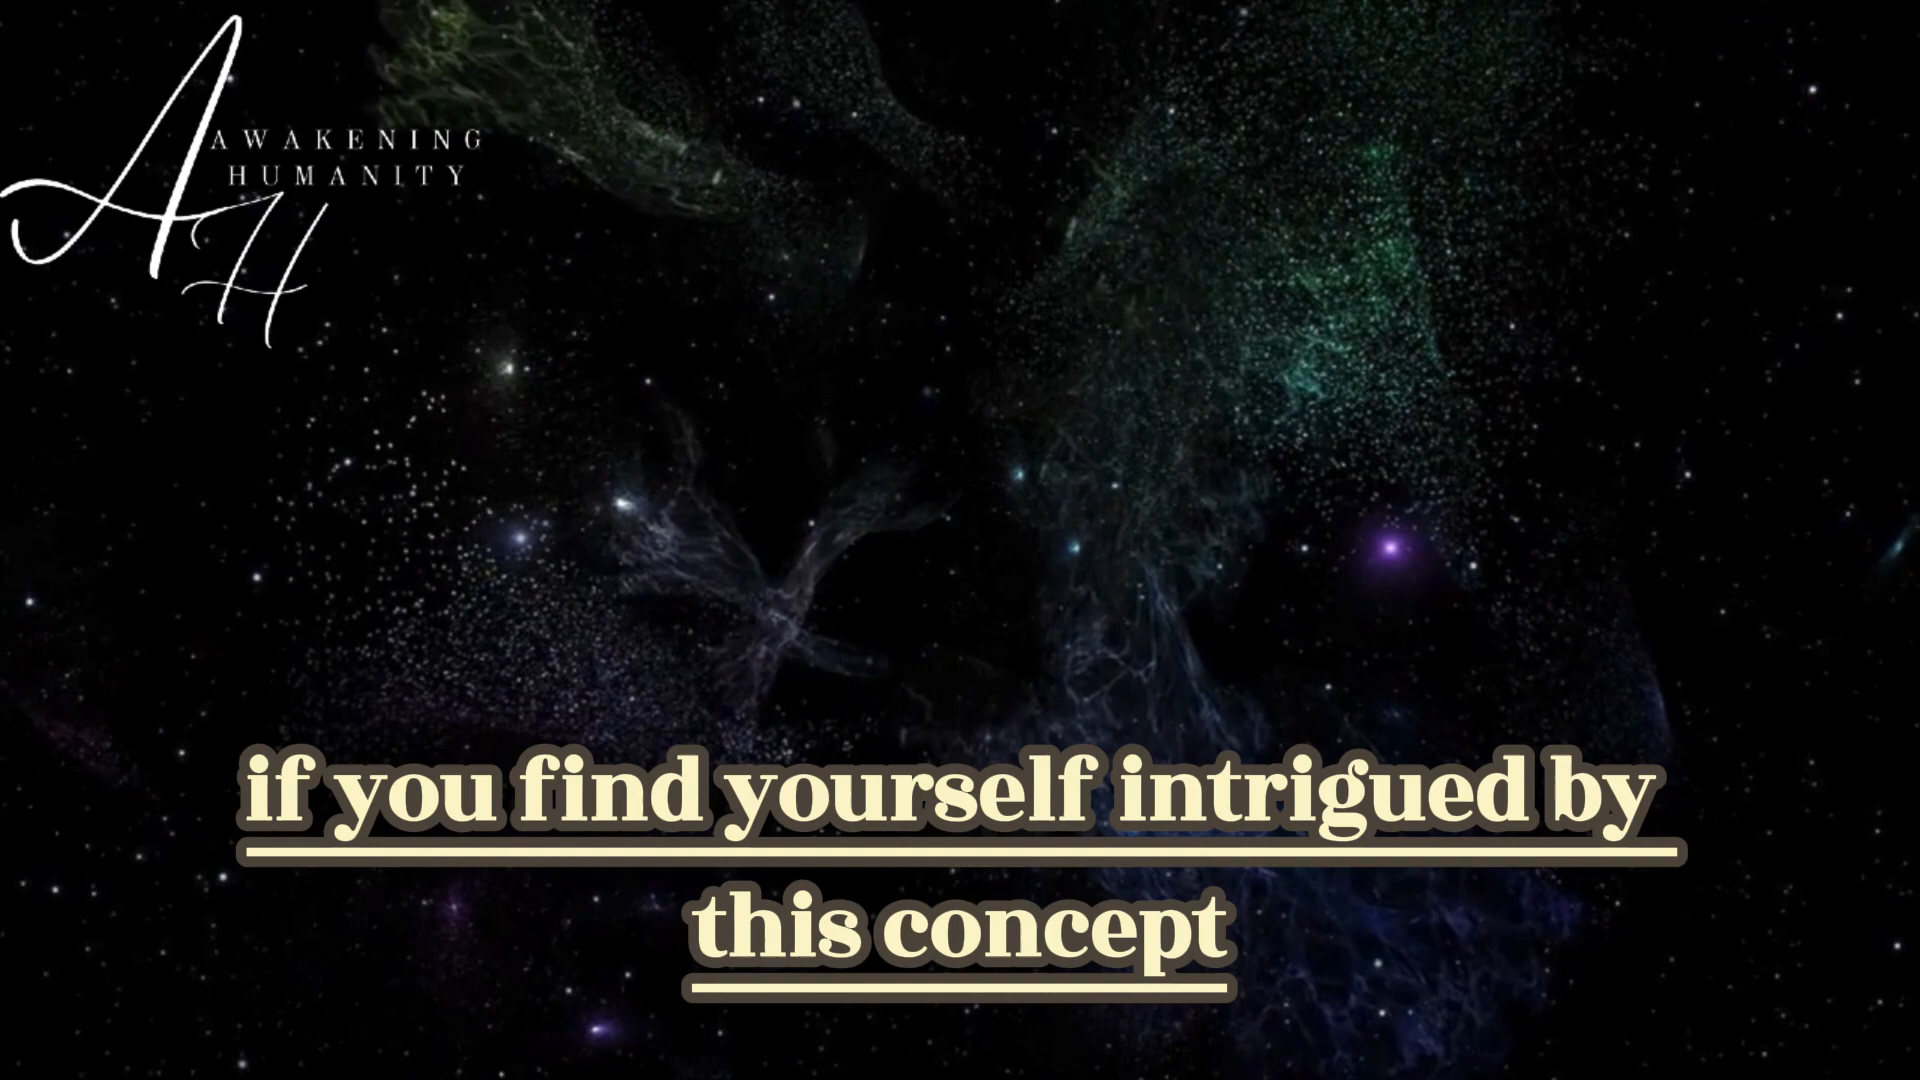 AH
AWAKENING
HUMANITY
if you find yourself intrigued by
this concept